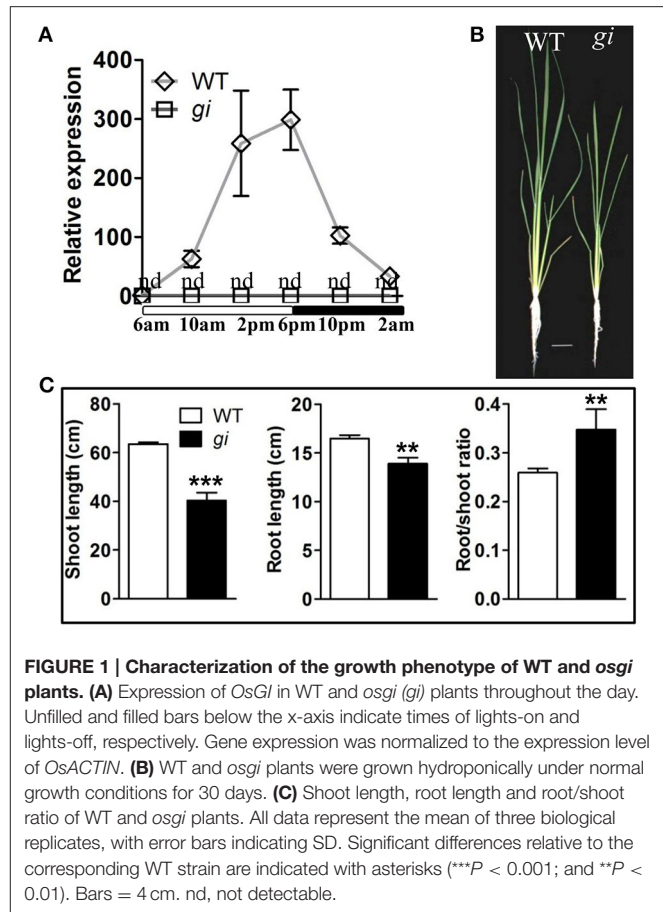 A
400
300
200
100
0
Relative expression
WT
gi
nd nd nd nd nd nd
6am 10am 2pm 6pm 10pm 2am
B
WT gi
C
80
60
40
20
0
Shoot length (cm)
WT
gi
***
20
15
10
5
0
Root length (cm)
**
0.4
0.3
0.2
0.1
0.0
Root/shoot ratio
**
FIGURE 1 | Characterization of the growth phenotype of WT and osgi
plants. (A) Expression of OsGI in WT and osgi (gi) plants throughout the day.
Unfilled and filled bars below the x-axis indicate times of lights-on and
lights-off, respectively. Gene expression was normalized to the expression level
of OsACTIN. (B) WT and osgi plants were grown hydroponically under normal
growth conditions for 30 days. (C) Shoot length, root length and root/shoot
ratio of WT and osgi plants. All data represent the mean of three biological
replicates, with error bars indicating SD. Significant differences relative to the
corresponding WT strain are indicated with asterisks (***P < 0.001; and **P <
0.01). Bars = 4 cm. nd, not detectable.